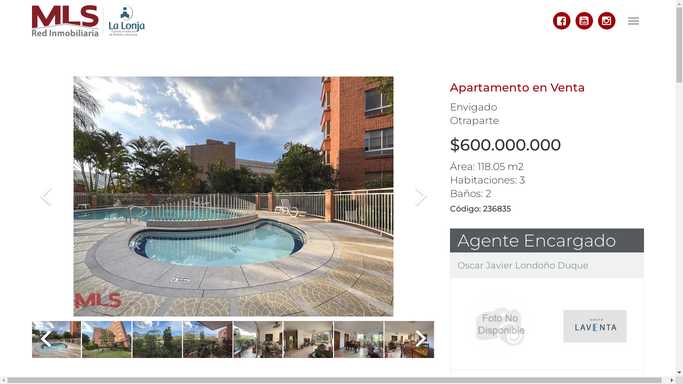 MLS
Red Inmobiliaria
La Lonja
Apartamento en Venta
Envigado
Otraparte
$600.000.000
Área: 118.05 m2
Habitaciones: 3
Baños: 2
Código: 236835
Agente Encargado
Oscar Javier Londoño Duque
Foto No
Disponible
LAVENTA
MLS